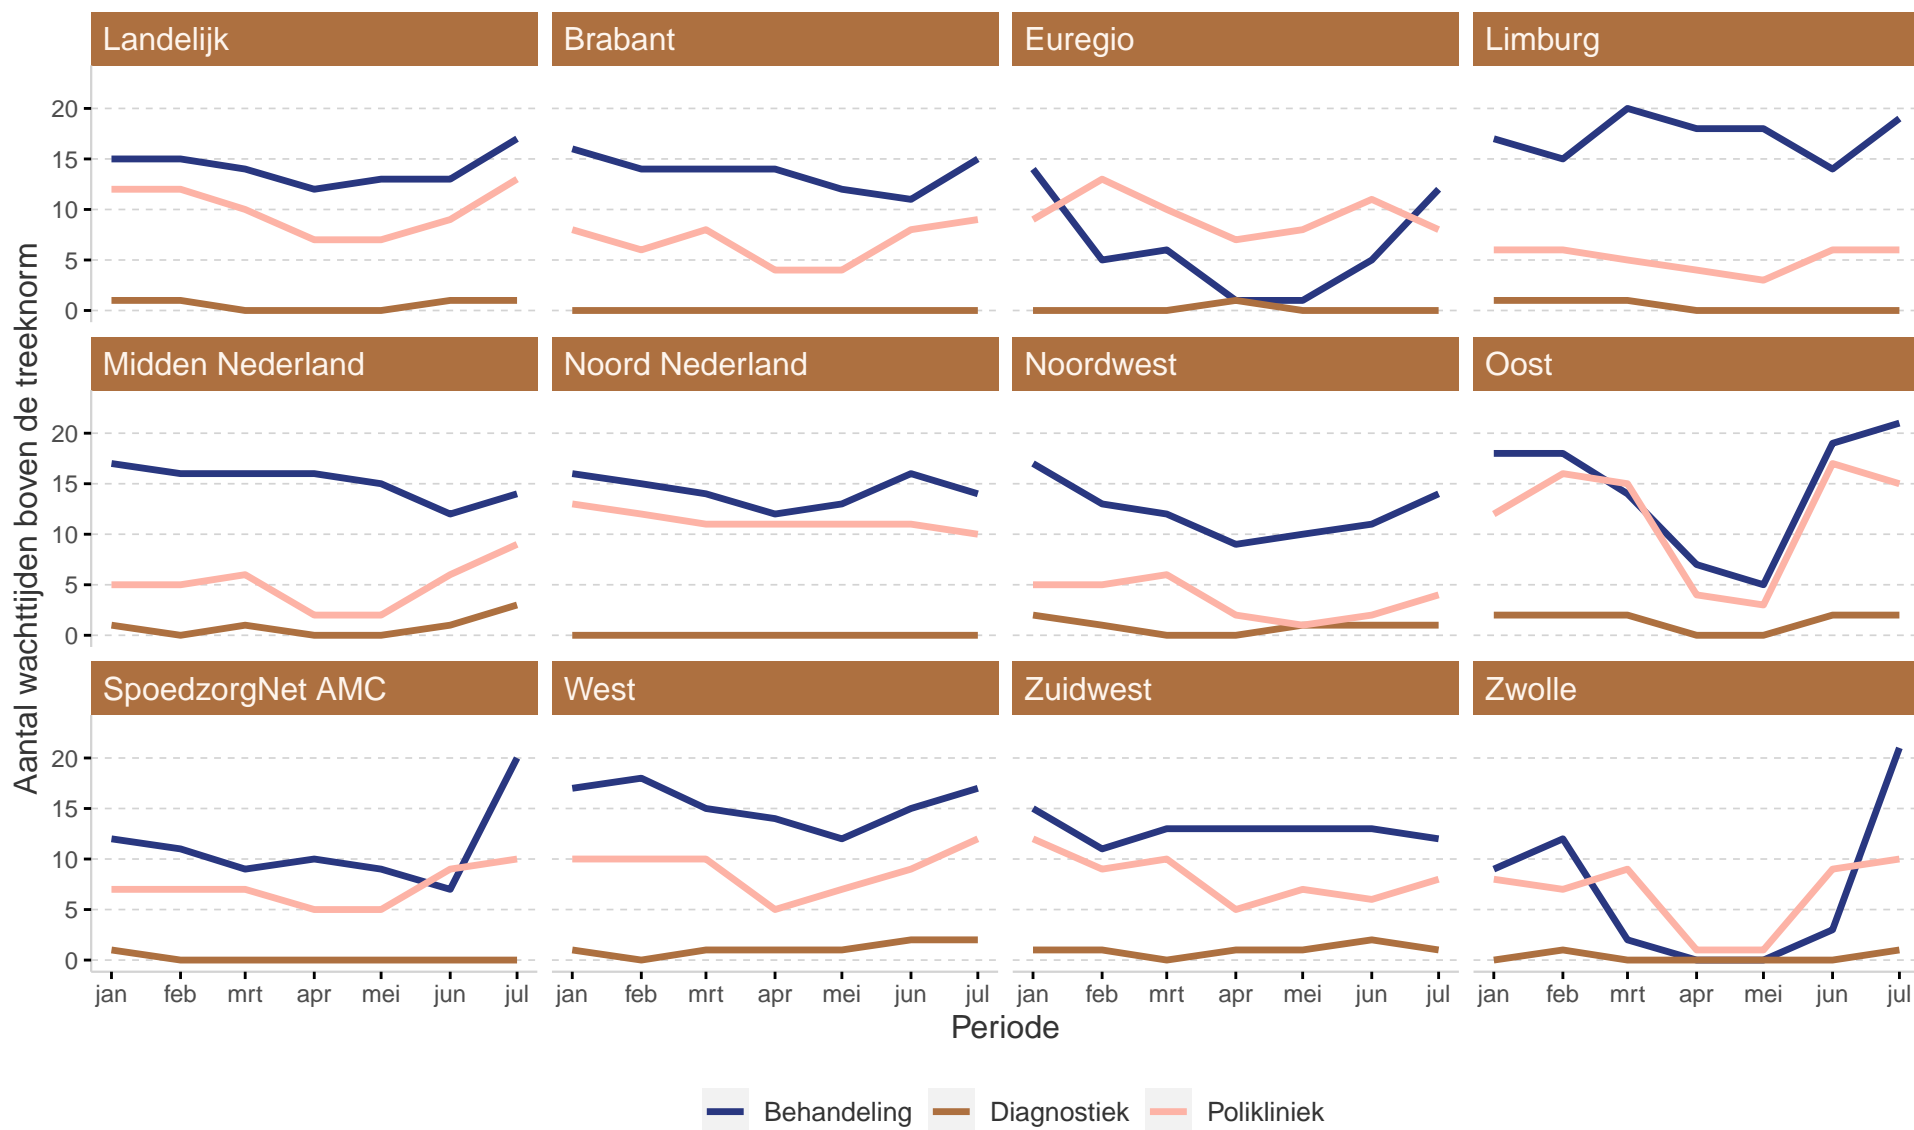 Landelijk
Brabant
Euregio
Limburg
20
15
10
5
0
Midden Nederland
Noord Nederland
Noordwest
Oost
20
15
10
5
0
SpoedzorgNet AMC
West
Zuidwest
Zwolle
20
15
10
5
0
Aantal wachttijden boven de treeknorm
jan feb mrt apr mei jun jul
jan feb mrt apr mei jun jul
jan feb mrt apr mei jun jul
jan feb mrt apr mei jun jul
Periode
Behandeling Diagnostiek Polikliniek